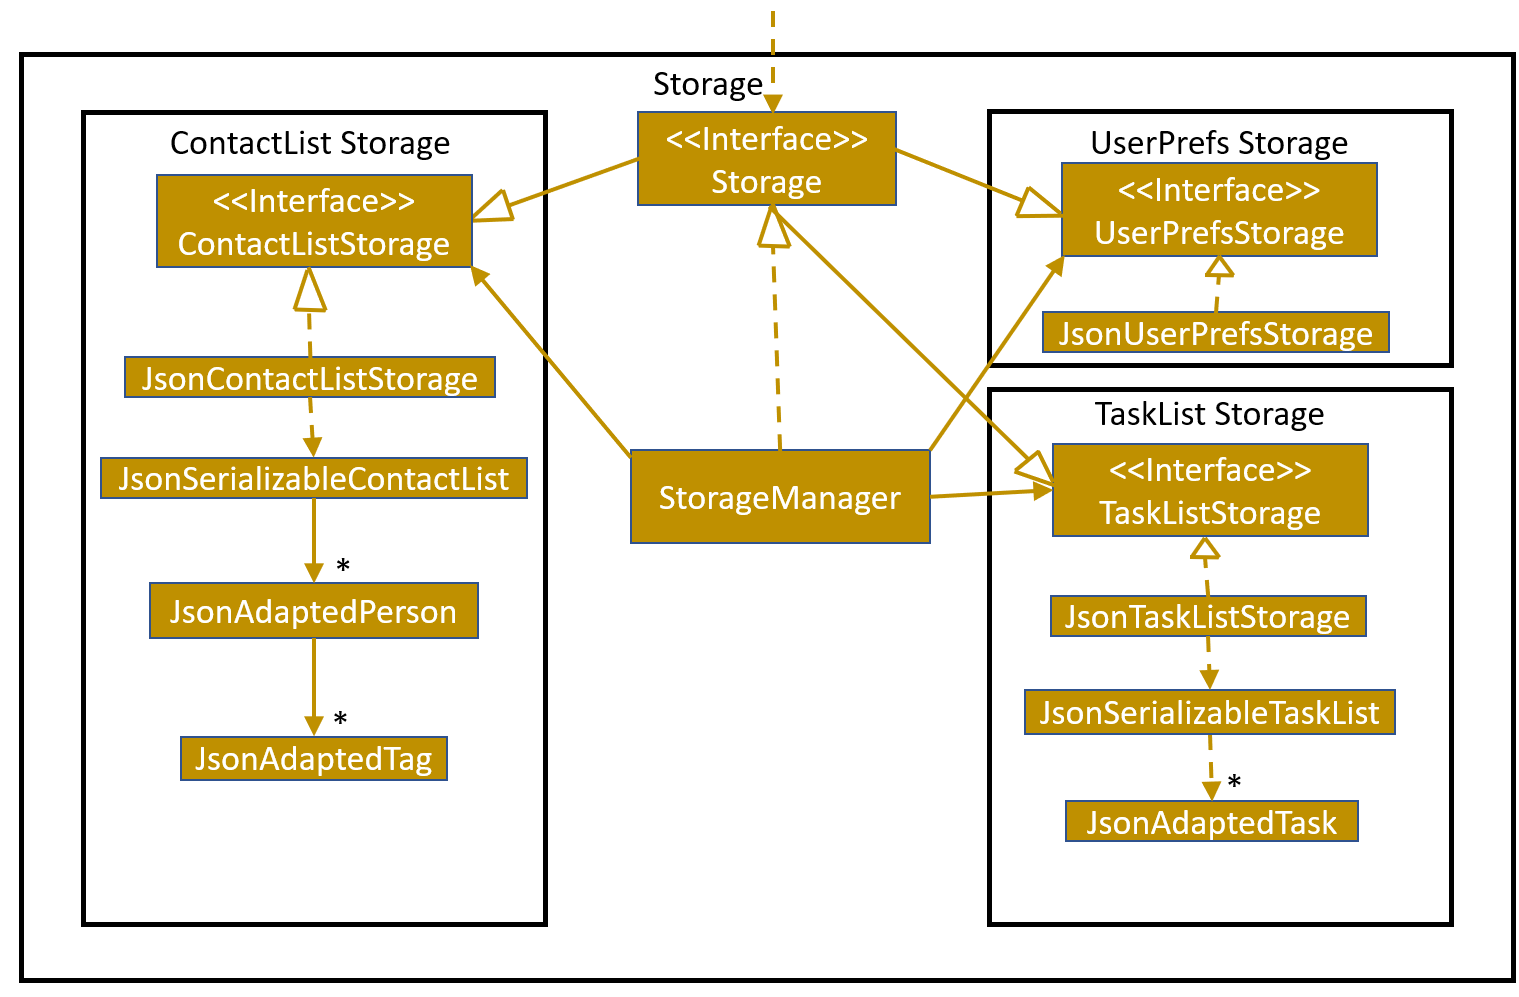 Storage
<<Interface>>
Storage
ContactList Storage
<<Interface>>
ContactListStorage
JsonContactListStorage
JsonSerializableContactList
*
JsonAdaptedPerson
*
JsonAdaptedTag
StorageManager
UserPrefs Storage
<<Interface>>
UserPrefsStorage
JsonUserPrefsStorage
TaskList Storage
<<Interface>>
TaskListStorage
JsonTaskListStorage
JsonSerializableTaskList
*
JsonAdaptedTask